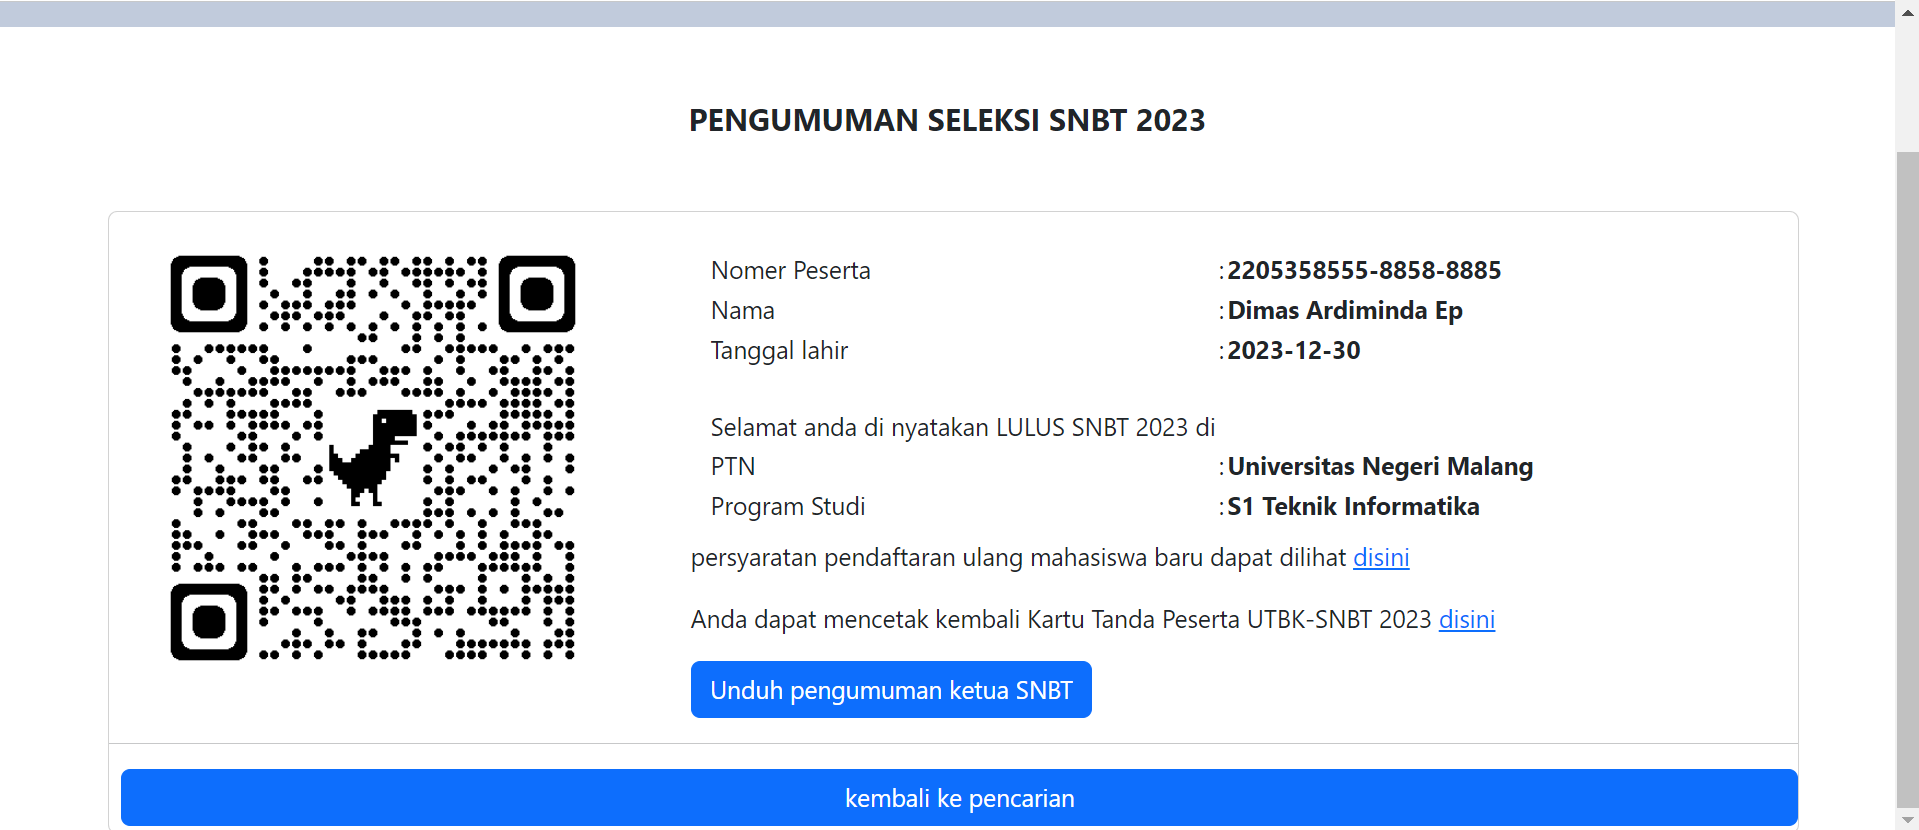 PENGUMUMAN SELEKSI SNBT 2023
Nomer Peserta : 2205358555-8858-8885
Nama : Dimas Ardiminda Ep
Tanggal lahir : 2023-12-30
Selamat anda di nyatakan LULUS SNBT 2023 di
PTN : Universitas Negeri Malang
Program Studi : S1 Teknik Informatika
persyaratan pendaftaran ulang mahasiswa baru dapat dilihat disini
Anda dapat mencetak kembali Kartu Tanda Peserta UTBK-SNBT 2023 disini
Unduh pengumuman ketua SNBT
kembali ke pencarian